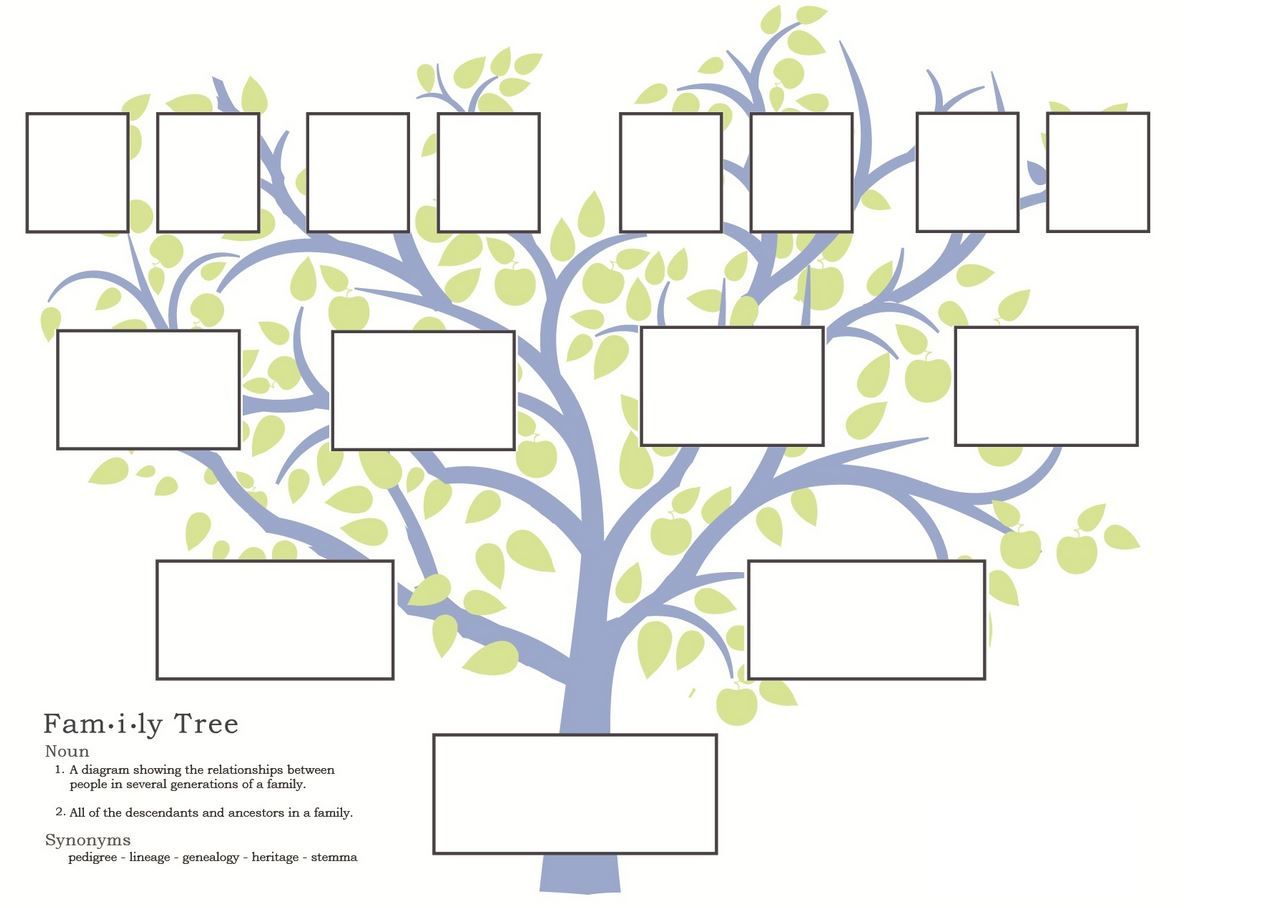 Fam·i·ly Tree
Noun
1. A diagram showing the relationships between
people in several generations of a family.
2. All of the descendants and ancestors in a family.
Synonyms
pedigree - lineage - genealogy - heritage - stemma